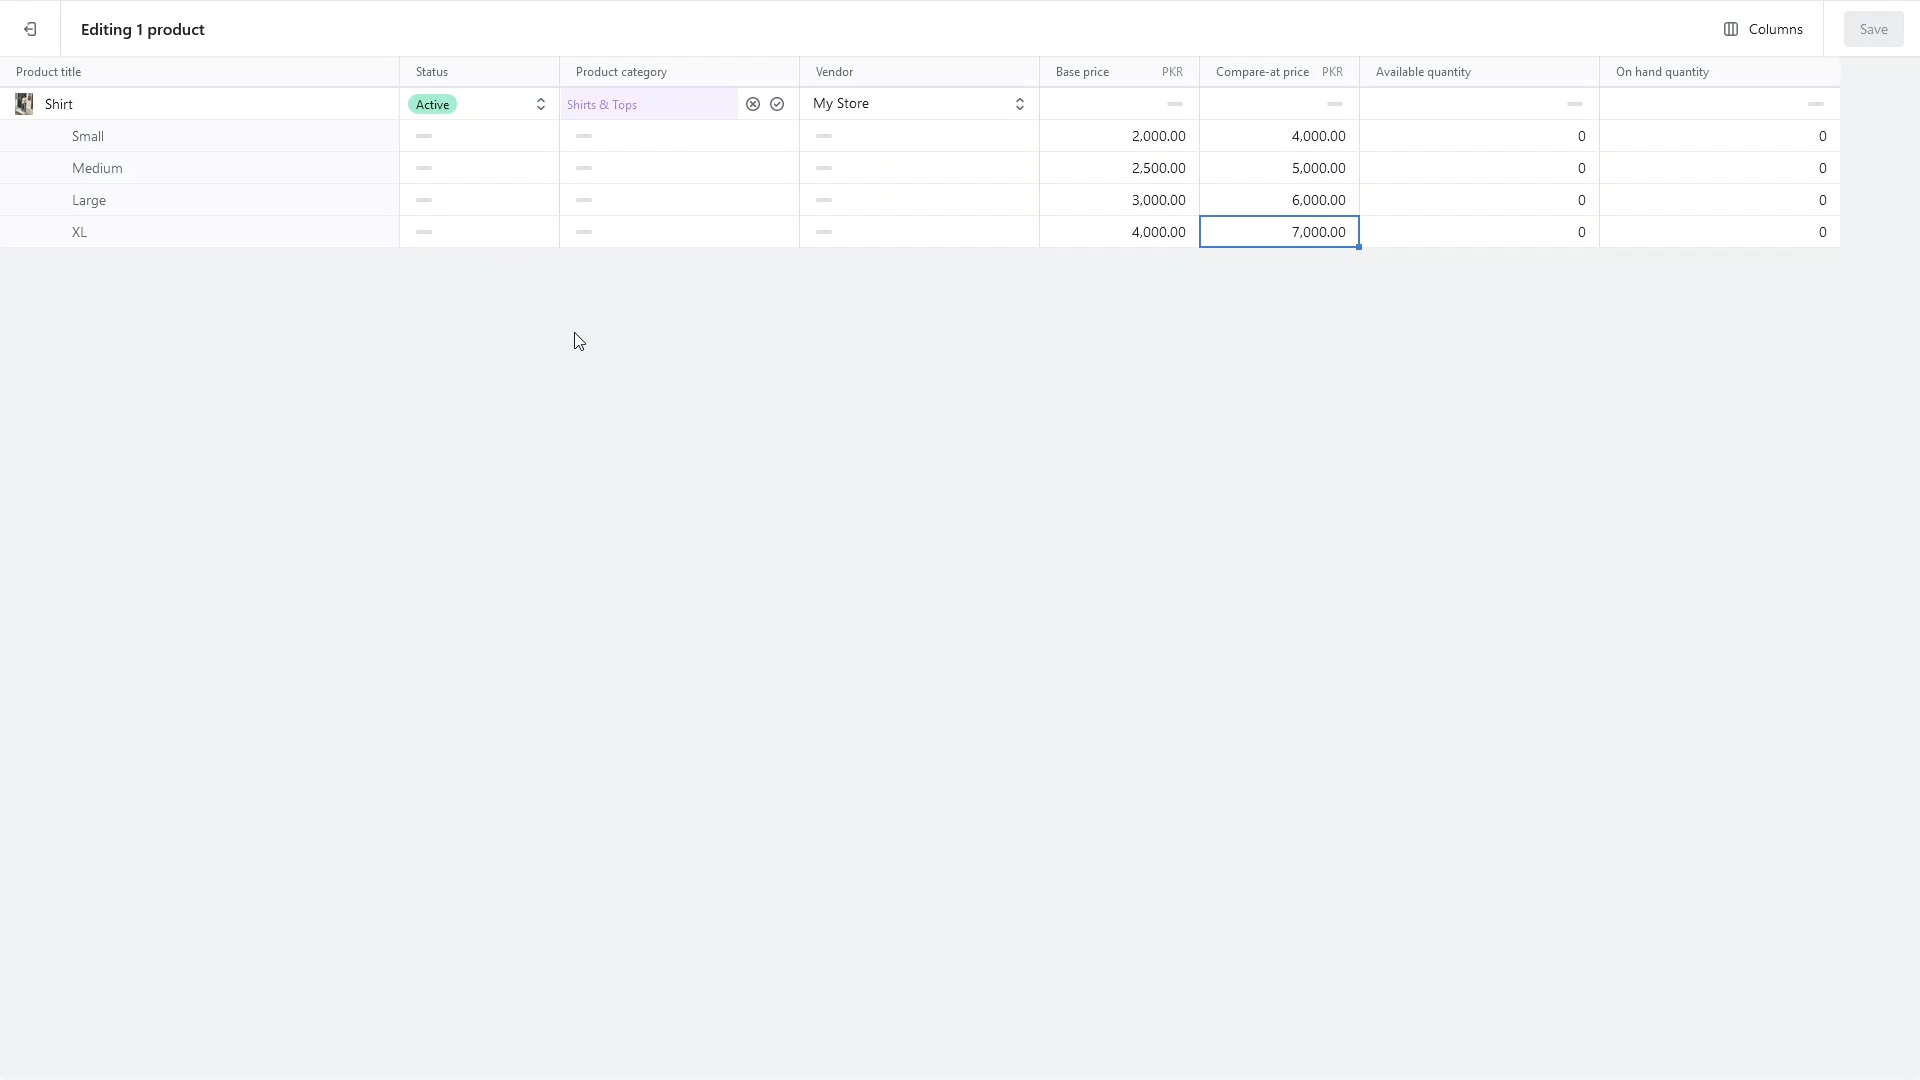 Editing 1 product Columns Save
Product title Status Product category Vendor Base price PKR Compare-at price PKR Available quantity On hand quantity
Shirt Active Shirts & Tops My Store
Small 2,000.00 4,000.00 0 0
Medium 2,500.00 5,000.00 0 0
Large 3,000.00 6,000.00 0 0
XL 4,000.00 7,000.00 0 0